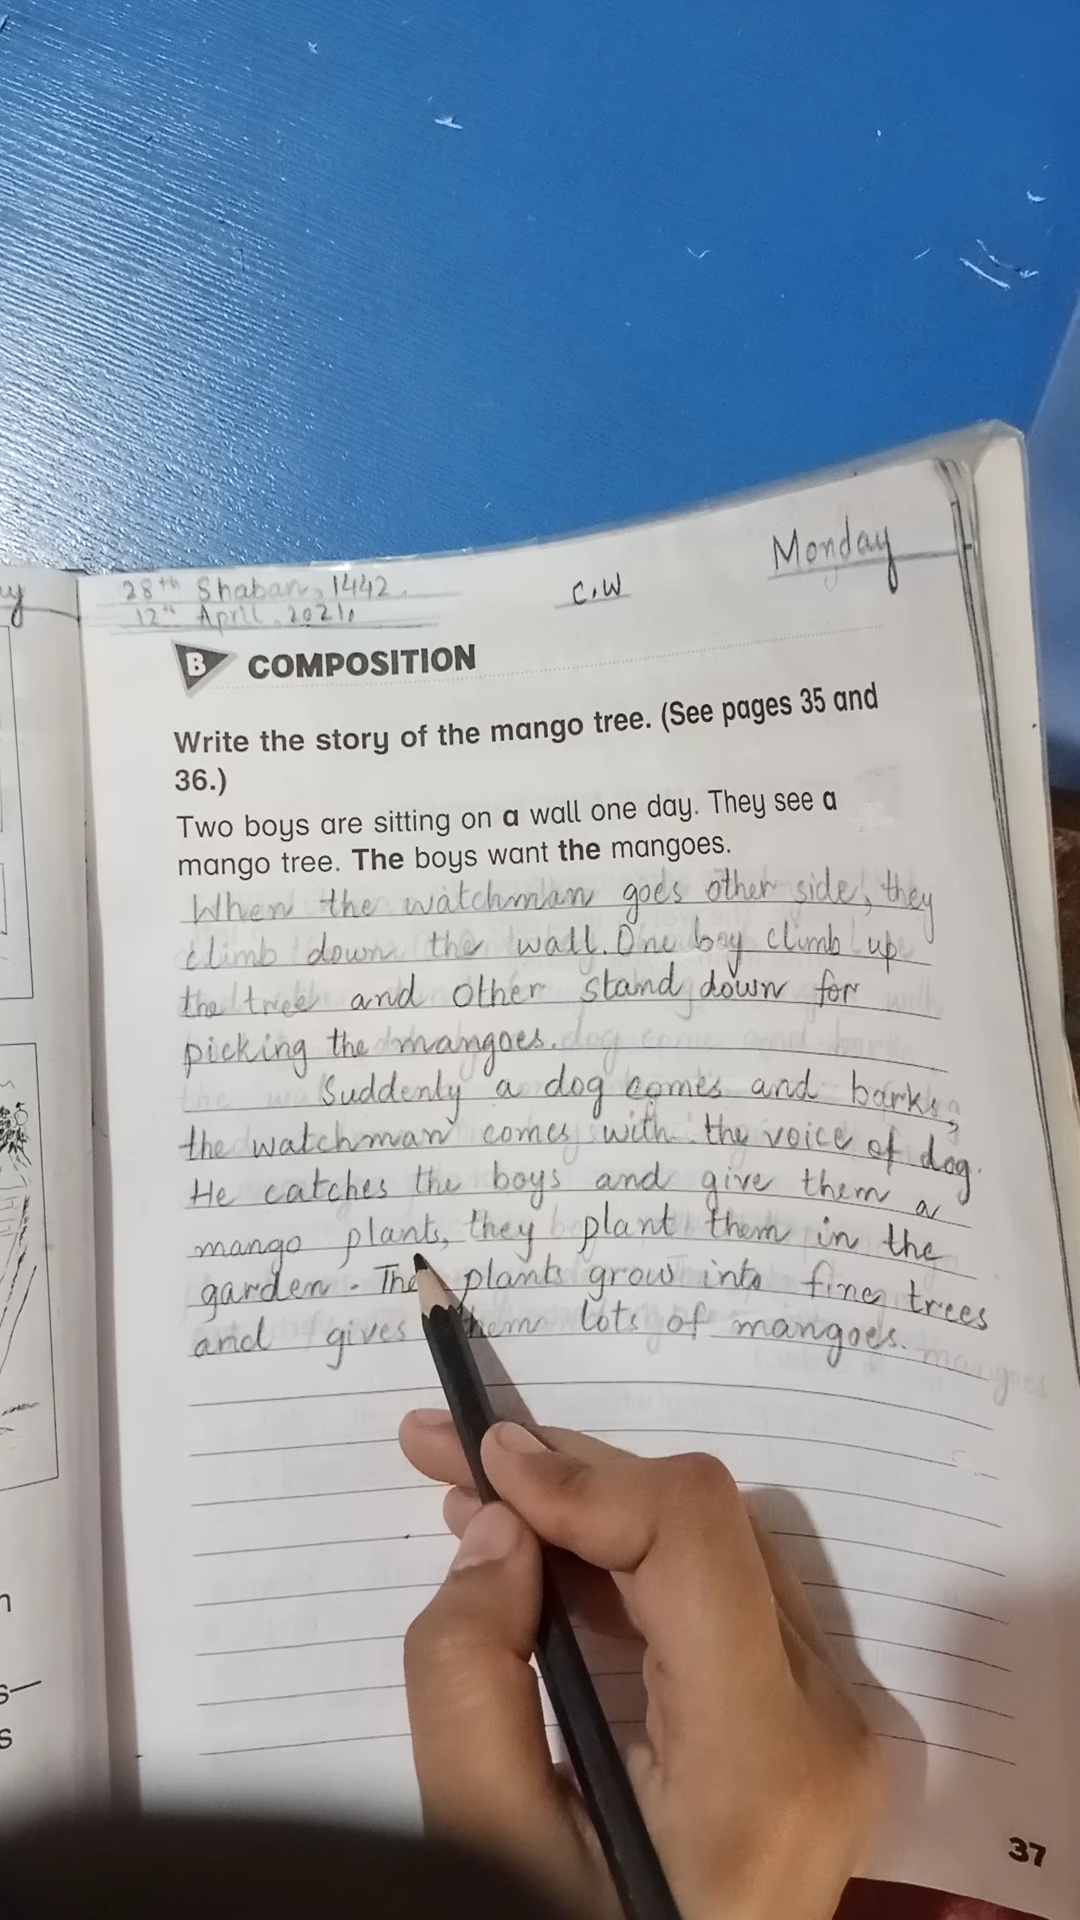 Monday
28th Shaban, 1442.
C.W
12th April, 2021.
B COMPOSITION
Write the story of the mango tree. (See pages 35 and
36.)
Two boys are sitting on a wall one day. They see a
mango tree. The boys want the mangoes.
When the watchman goes other side, they
climb down the wall. One boy climb up
the tree and other stand down for
picking the mangoes.
Suddenly a dog comes and barks,
the watchman comes with the voice of dog.
He catches the boys and give them a
mango plants, they plant them in the
garden. The plants grow into fine trees
and gives them lots of mangoes.
37